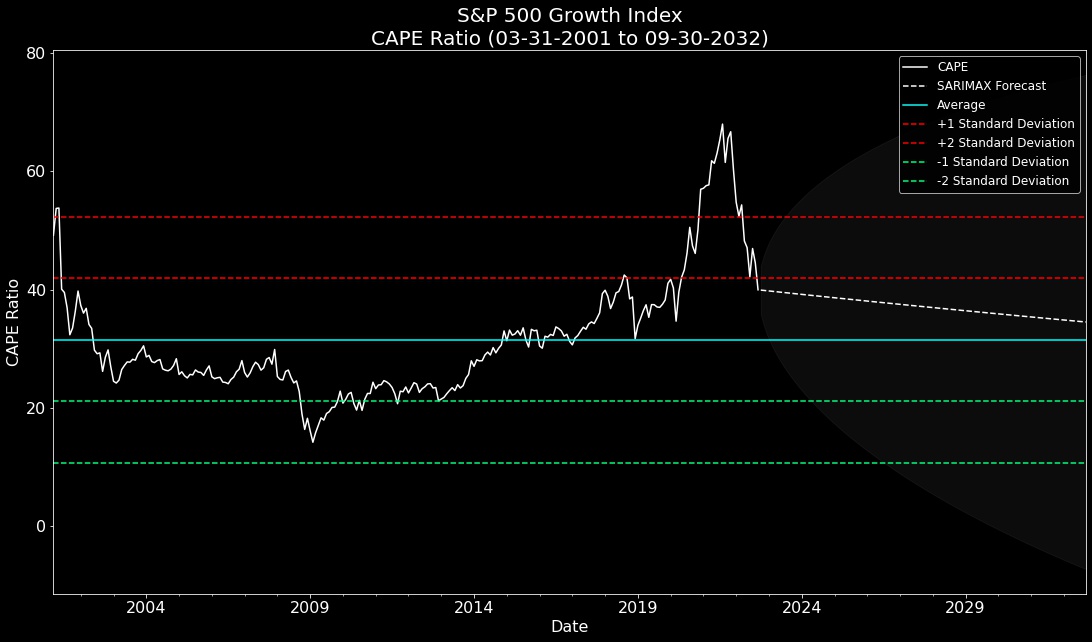 S&P 500 Growth Index
CAPE Ratio (03-31-2001 to 09-30-2032)
80
60
40
20
0
CAPE Ratio
CAPE
SARIMAX Forecast
Average
+1 Standard Deviation
+2 Standard Deviation
-1 Standard Deviation
-2 Standard Deviation
2004
2009
2014
2019
2024
2029
Date